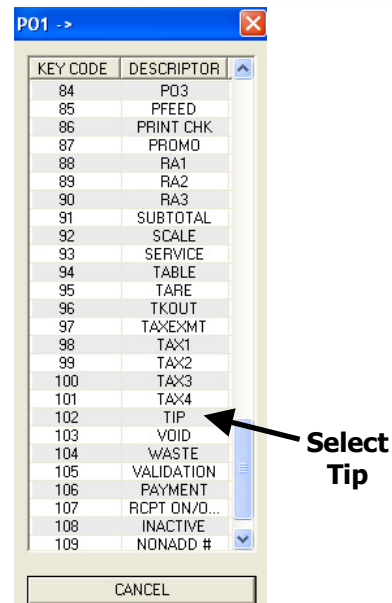 PO1 ->
KEY CODE DESCRIPTOR
84 PO3
85 PFEED
86 PRINT CHK
87 PROMO
88 RA1
89 RA2
90 RA3
91 SUBTOTAL
92 SCALE
93 SERVICE
94 TABLE
95 TARE
96 TKOUT
97 TAXEXMT
98 TAX1
99 TAX2
100 TAX3
101 TAX4
102 TIP
103 VOID
104 WASTE
105 VALIDATION
106 PAYMENT
107 RCPT ON/O...
108 INACTIVE
109 NONADD #
Select
Tip
CANCEL